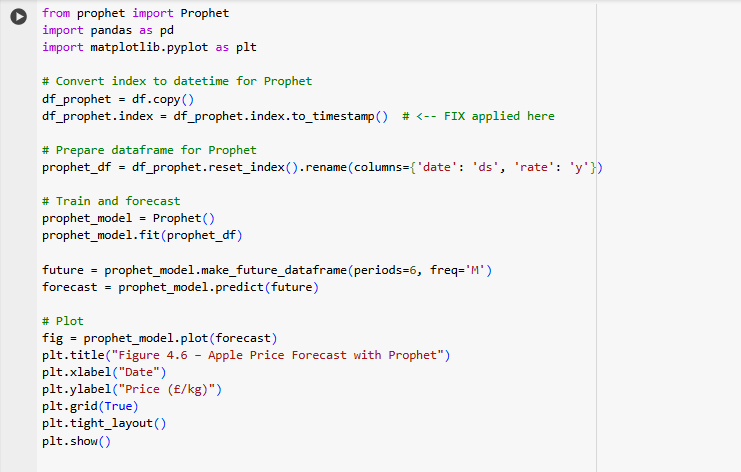 from prophet import Prophet
import pandas as pd
import matplotlib.pyplot as plt
# Convert index to datetime for Prophet
df_prophet = df.copy()
df_prophet.index = df_prophet.index.to_timestamp()  # <-- FIX applied here
# Prepare dataframe for Prophet
prophet_df = df_prophet.reset_index().rename(columns={'date': 'ds', 'rate': 'y'})
# Train and forecast
prophet_model = Prophet()
prophet_model.fit(prophet_df)
future = prophet_model.make_future_dataframe(periods=6, freq='M')
forecast = prophet_model.predict(future)
# Plot
fig = prophet_model.plot(forecast)
plt.title("Figure 4.6 – Apple Price Forecast with Prophet")
plt.xlabel("Date")
plt.ylabel("Price (£/kg)")
plt.grid(True)
plt.tight_layout()
plt.show()